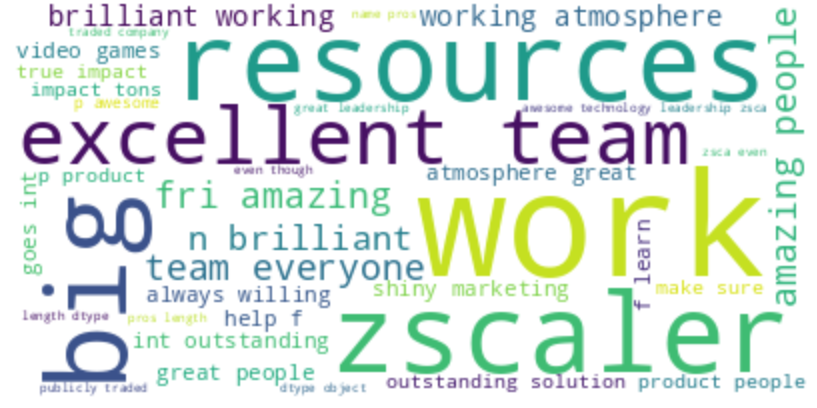 brilliant working
name pros
working atmosphere
traded company
video games
resources
true impact
impact tons
p awesome
great leadership
awesome technology
leadership zsca
amazing people
excellent team
zsca even
even though
p product
atmosphere great
goes int
fri amazing
work
big
n brilliant
team everyone
f learn
always willing
shiny marketing
make sure
length dtype
pros length
help f
zscaler
int outstanding
great people
publicly traded
dtype object
outstanding solution
product people